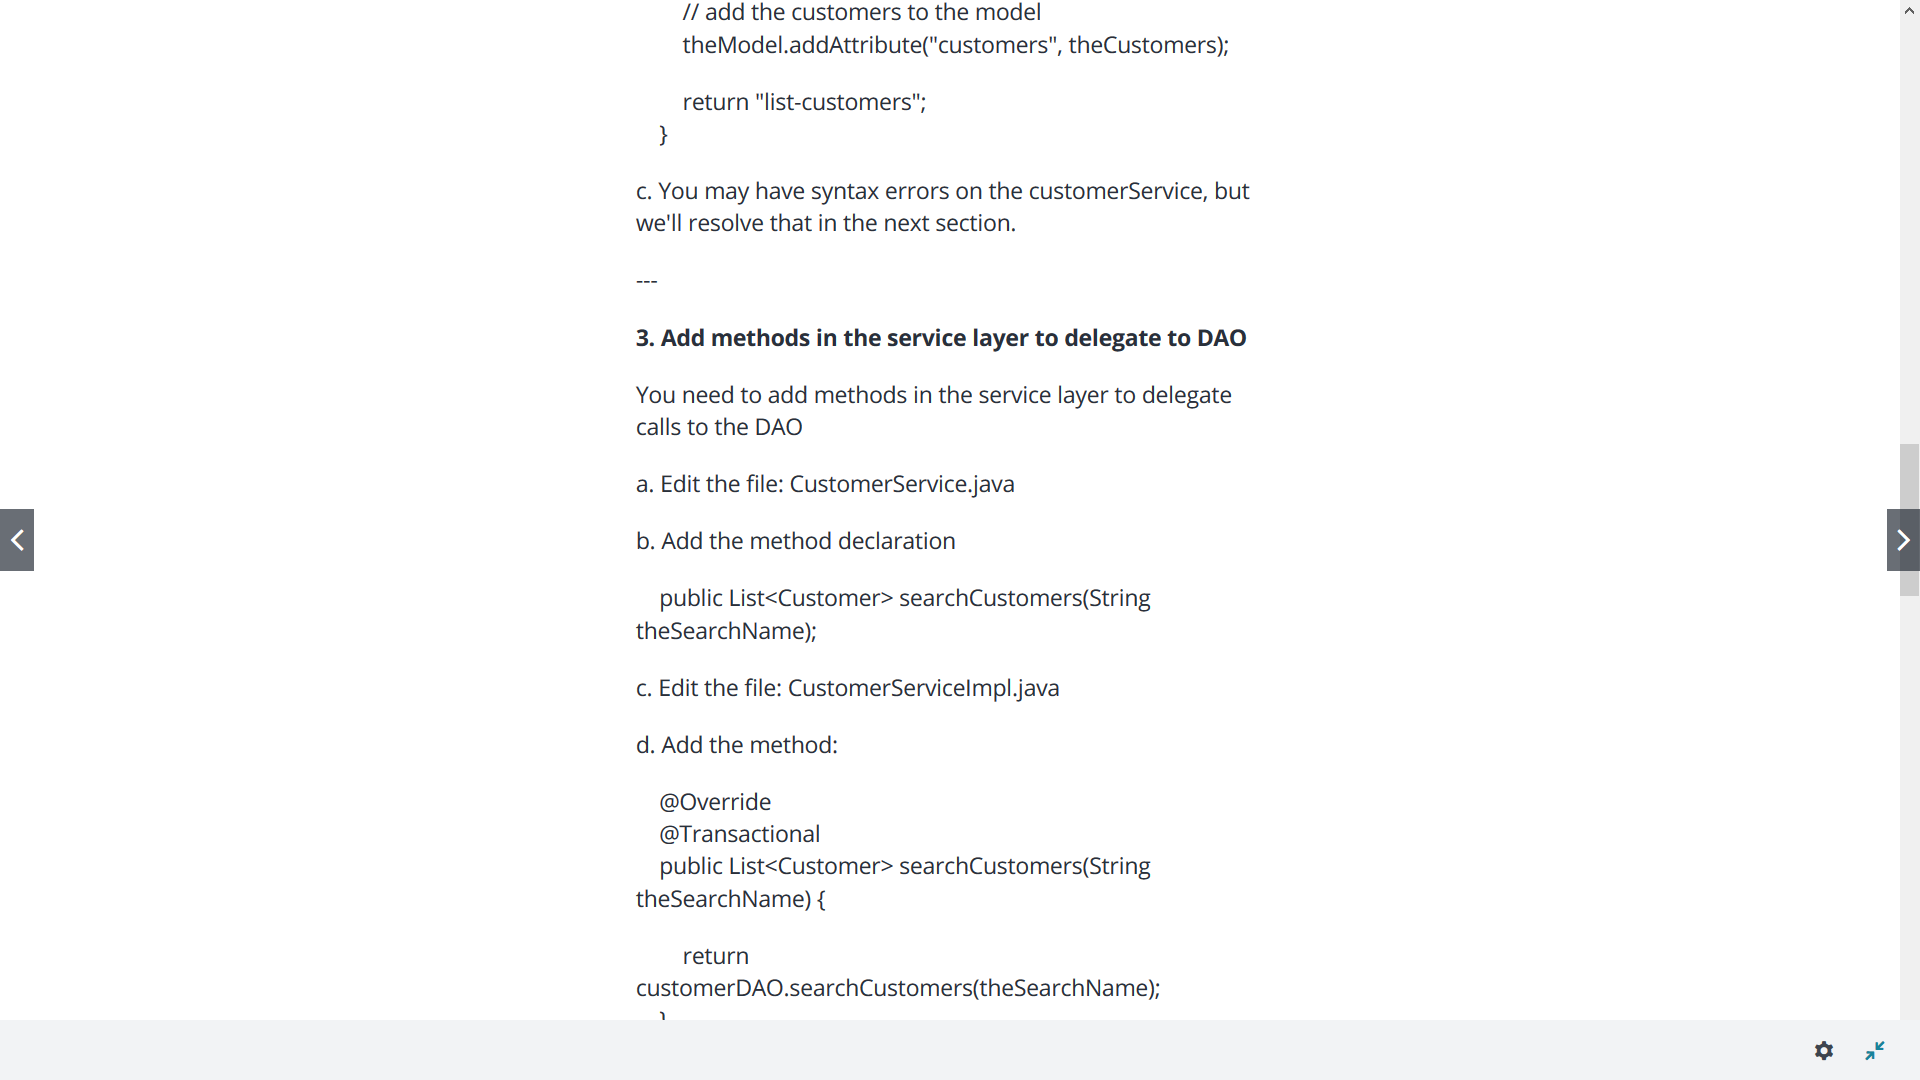 // add the customers to the model
theModel.addAttribute("customers", theCustomers);
return "list-customers";
}
c. You may have syntax errors on the customerService, but
we'll resolve that in the next section.
---
3. Add methods in the service layer to delegate to DAO
You need to add methods in the service layer to delegate
calls to the DAO
a. Edit the file: CustomerService.java
b. Add the method declaration
public List<Customer> searchCustomers(String
theSearchName);
c. Edit the file: CustomerServiceImpl.java
d. Add the method:
@Override
@Transactional
public List<Customer> searchCustomers(String
theSearchName) {
return
customerDAO.searchCustomers(theSearchName);
}